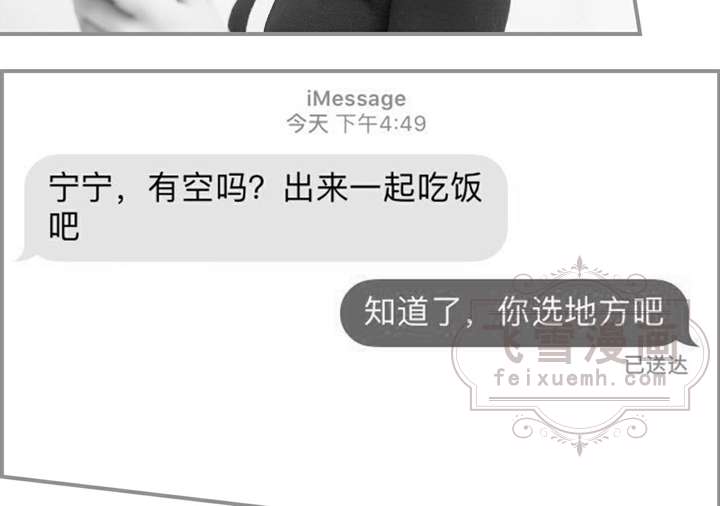 iMessage
今天 下午4:49
宁宁，有空吗？出来一起吃饭
吧
知道了，你选地方吧
已送达
飞雪漫画
feixuemh.com